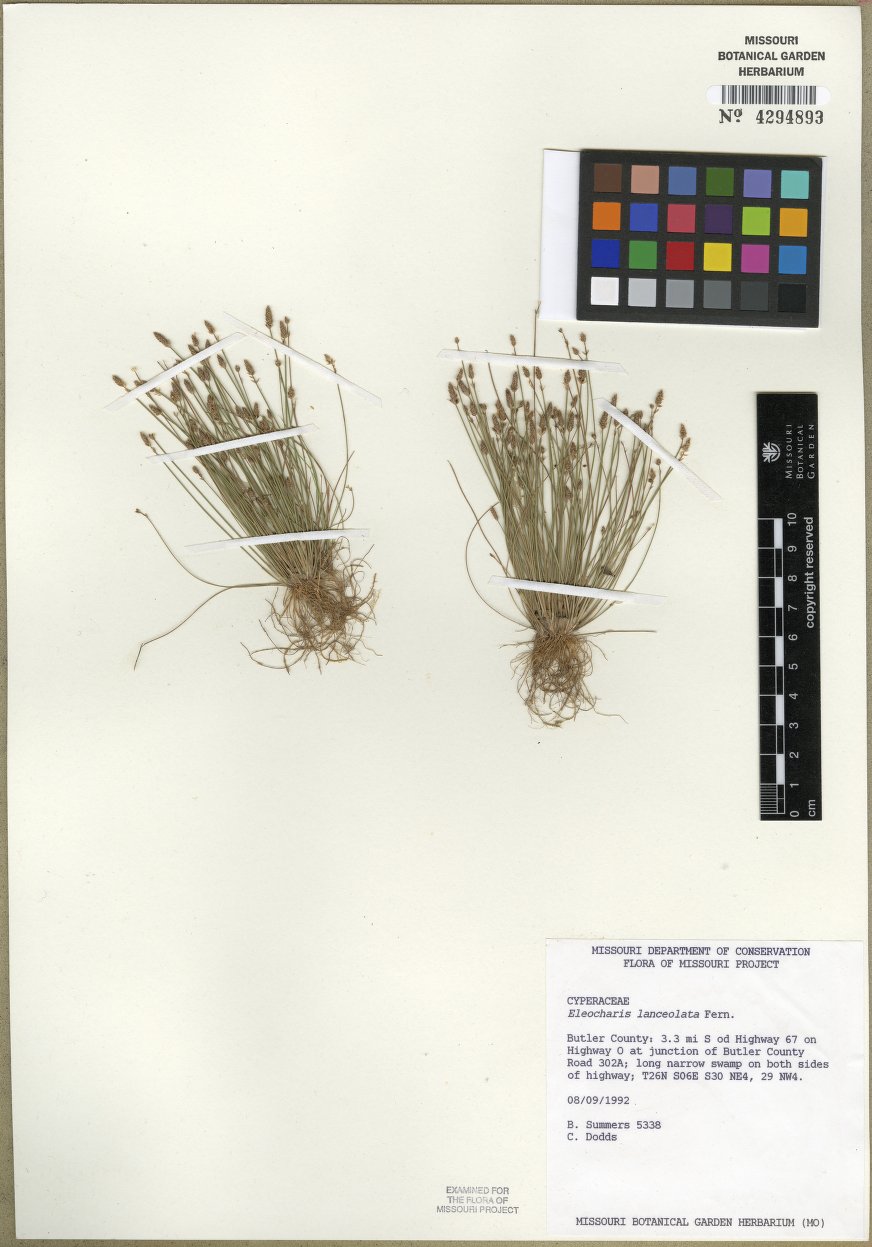 MISSOURI
BOTANICAL GARDEN
HERBARIUM
Nº 4294893
MISSOURI
BOTANICAL
GARDEN
copyright reserved
10
9
8
7
6
5
4
3
2
1
0
cm
MISSOURI DEPARTMENT OF CONSERVATION
FLORA OF MISSOURI PROJECT
CYPERACEAE
Eleocharis lanceolata Fern.
Butler County: 3.3 mi S od Highway 67 on
Highway O at junction of Butler County
Road 302A; long narrow swamp on both sides
of highway; T26N S06E S30 NE4, 29 NW4.
08/09/1992
B. Summers 5338
C. Dodds
MISSOURI BOTANICAL GARDEN HERBARIUM (MO)
EXAMINED FOR
THE FLORA OF
MISSOURI PROJECT